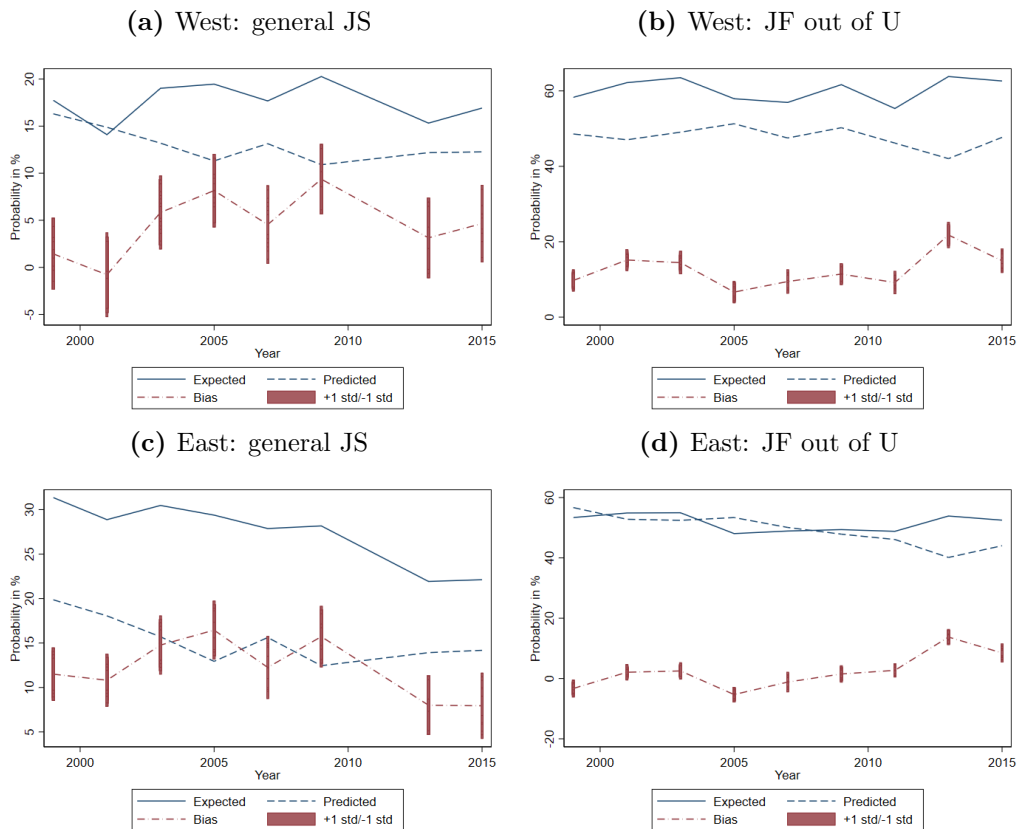 (a) West: general JS
Probability in %
20
15
10
5
0
-5
2000 2005 2010 2015
Year
Expected Predicted
Bias +1 std/-1 std
(b) West: JF out of U
Probability in %
60
40
20
0
2000 2005 2010 2015
Year
Expected Predicted
Bias +1 std/-1 std
(c) East: general JS
Probability in %
30
25
20
15
10
5
2000 2005 2010 2015
Year
Expected Predicted
Bias +1 std/-1 std
(d) East: JF out of U
Probability in %
60
40
20
0
-20
2000 2005 2010 2015
Year
Expected Predicted
Bias +1 std/-1 std